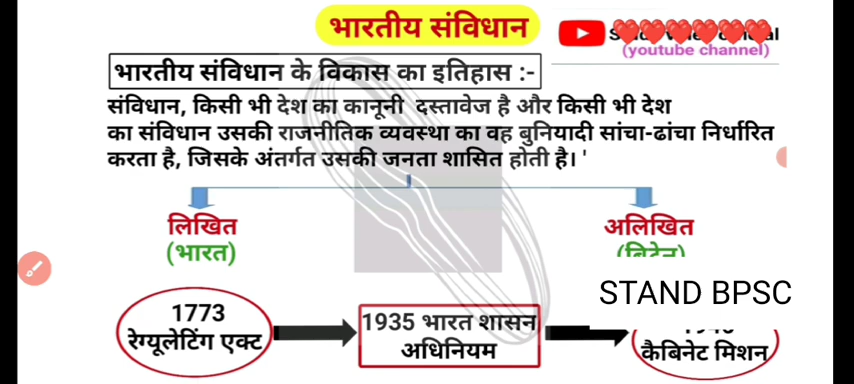 भारतीय संविधान
(youtube channel)
भारतीय संविधान के विकास का इतिहास :-
संविधान, किसी भी देश का कानूनी दस्तावेज है और किसी भी देश
का संविधान उसकी राजनीतिक व्यवस्था का वह बुनियादी सांचा-ढांचा निर्धारित
करता है, जिसके अंतर्गत उसकी जनता शासित होती है। '
लिखित
(भारत)
अलिखित
(ब्रिटेन)
STAND BPSC
1773
रेग्यूलेटिंग एक्ट
1935 भारत शासन
अधिनियम
कैबिनेट मिशन